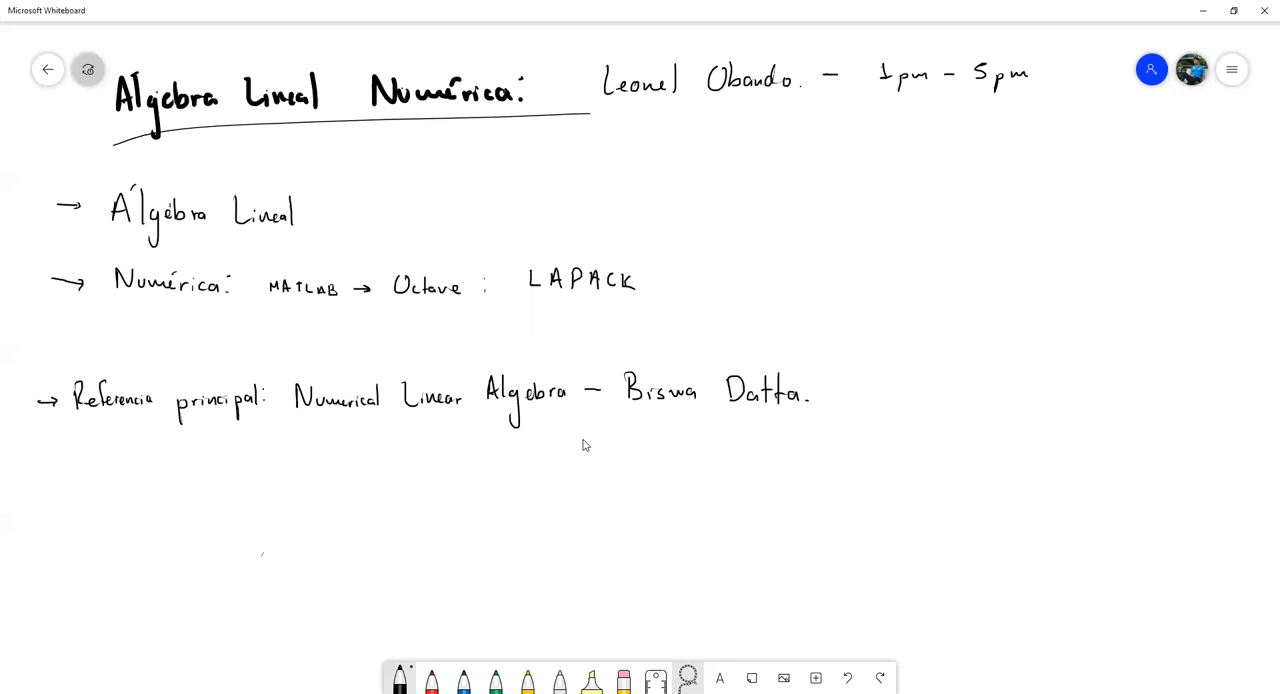 Microsoft Whiteboard
Álgebra Lineal Numérica: Leonel Obando. - 1pm - 5pm
→ Álgebra Lineal
→ Numérica: MATLAB → Octave : LAPACK
→ Referencia principal: Numerical Linear Algebra - Biswa Datta.
A